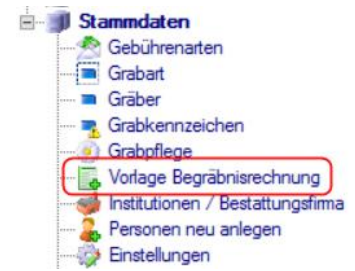 Stammdaten
Gebührenarten
Grabart
Gräber
Grabkennzeichen
Grabpflege
Vorlage Begräbnisrechnung
Institutionen / Bestattungsfirma
Personen neu anlegen
Einstellungen